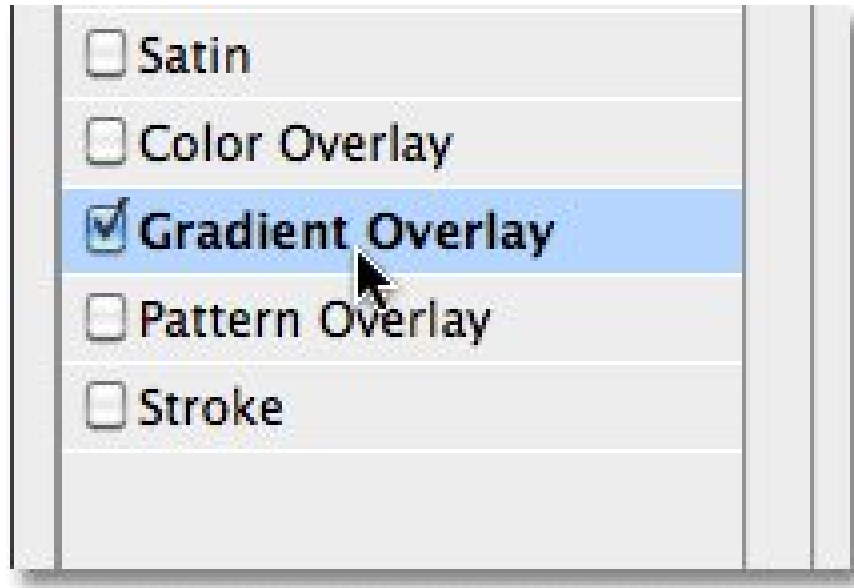 Satin
Color Overlay
Gradient Overlay
Pattern Overlay
Stroke